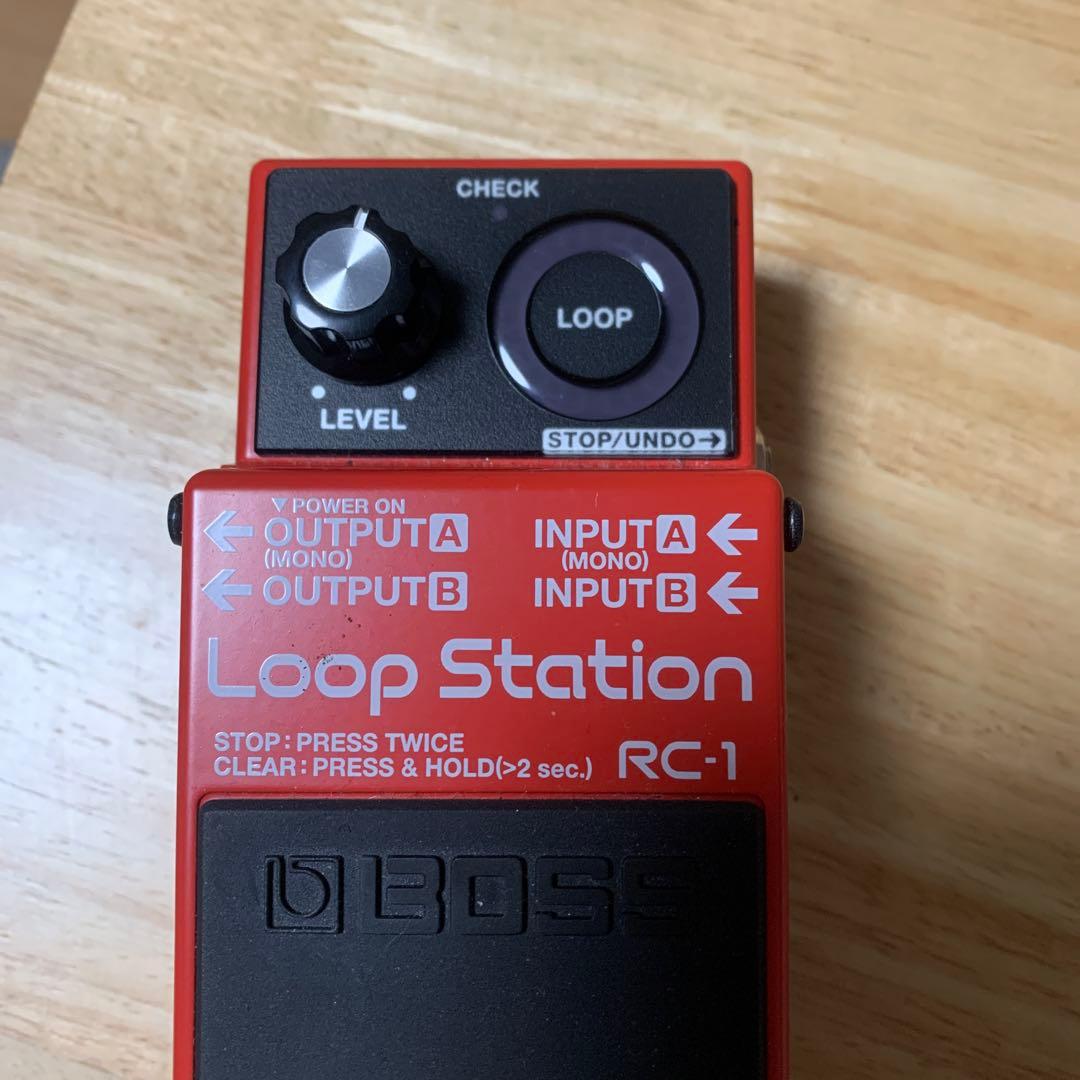 CHECK
LOOP
LEVEL
STOP/UNDO→
▼POWER ON
←OUTPUT A
INPUT A←
(MONO)
(MONO)
←OUTPUT B
INPUT B←
Loop Station
STOP:PRESS TWICE
CLEAR:PRESS & HOLD(>2 sec.)
RC-1
BOSS